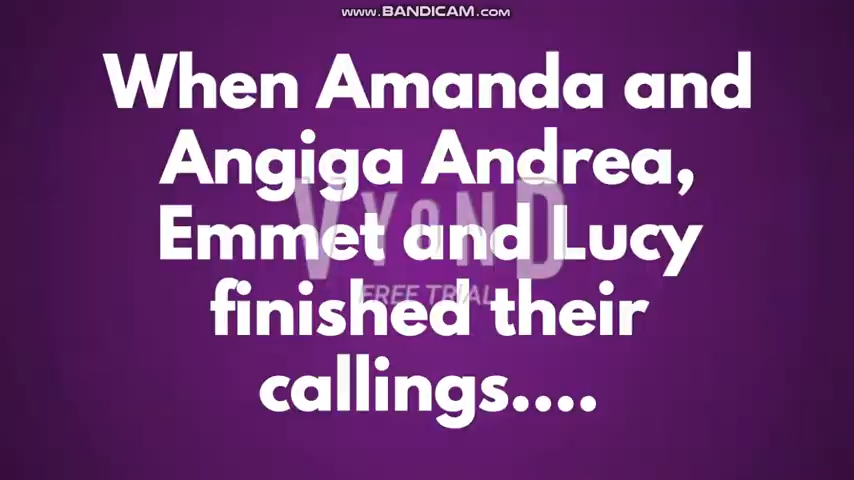 www.BANDICAM.com
When Amanda and
Angiga Andrea,
Emmet and Lucy
finished their
callings....
VYOND
FREE TRIAL